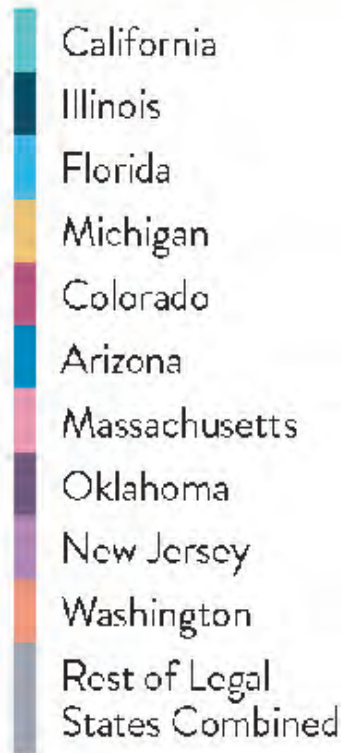 California
Illinois
Florida
Michigan
Colorado
Arizona
Massachusetts
Oklahoma
New Jersey
Washington
Rest of Legal
States Combined